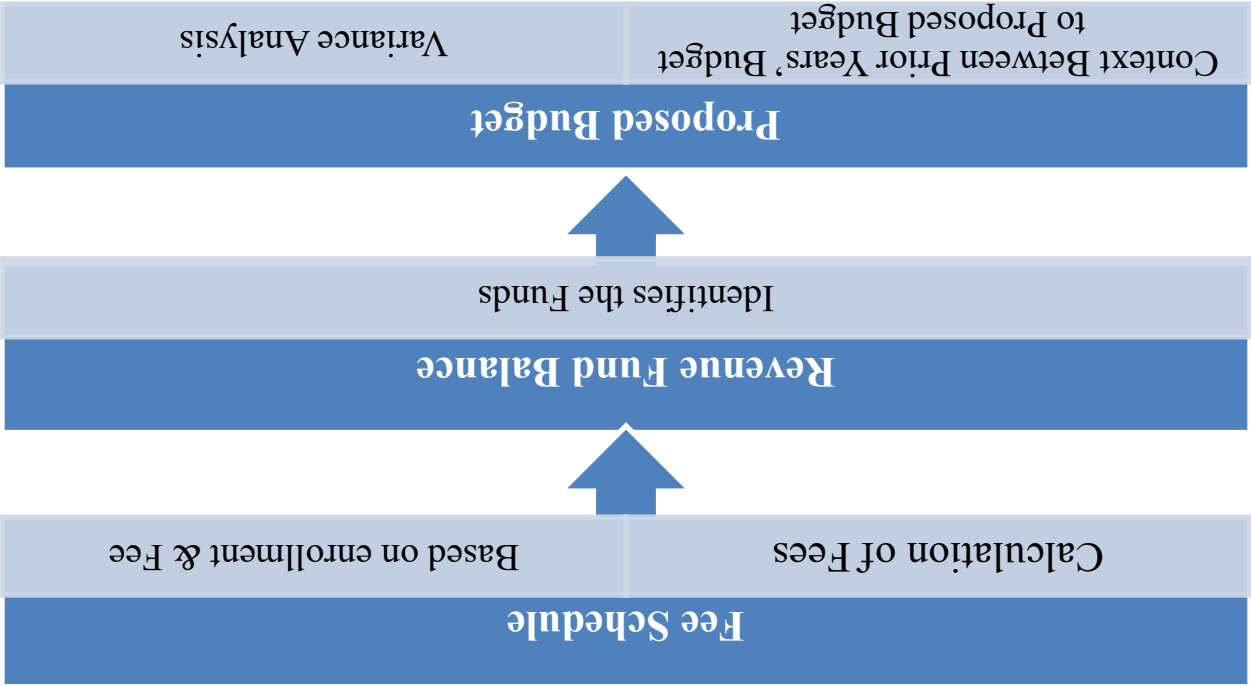 Fee Schedule
Calculation of Fees
Based on enrollment & Fee
Revenue Fund Balance
Identifies the Funds
Proposed Budget
Context Between Prior Years’ Budget
to Proposed Budget
Variance Analysis